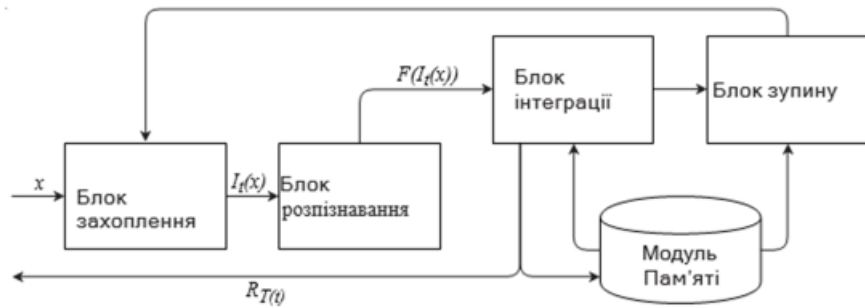 x
Блок
захоплення
I_t(x)
Блок
розпізнавання
F(I_t(x))
Блок
інтеграції
Блок зупину
Модуль
Пам'яті
R_T(t)